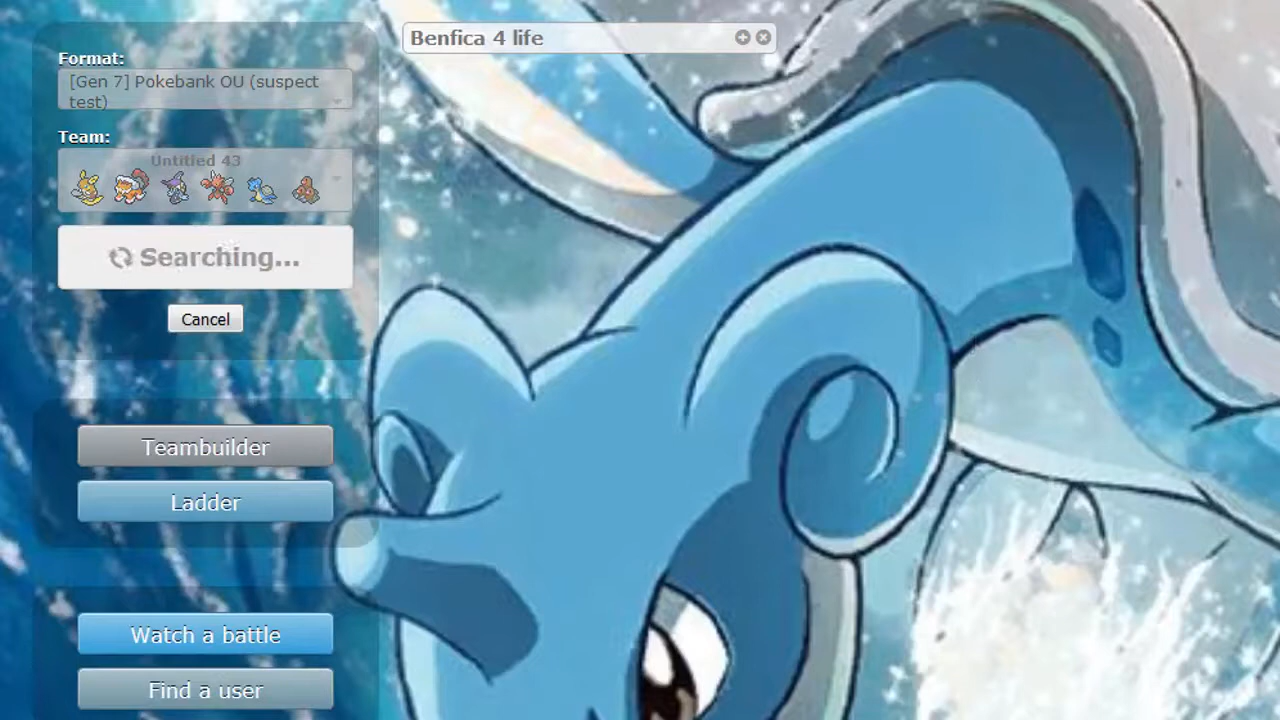 Format:
[Gen 7] Pokebank OU (suspect
test)
Team:
Untitled 43
Searching...
Cancel
Teambuilder
Ladder
Watch a battle
Find a user
Benfica 4 life